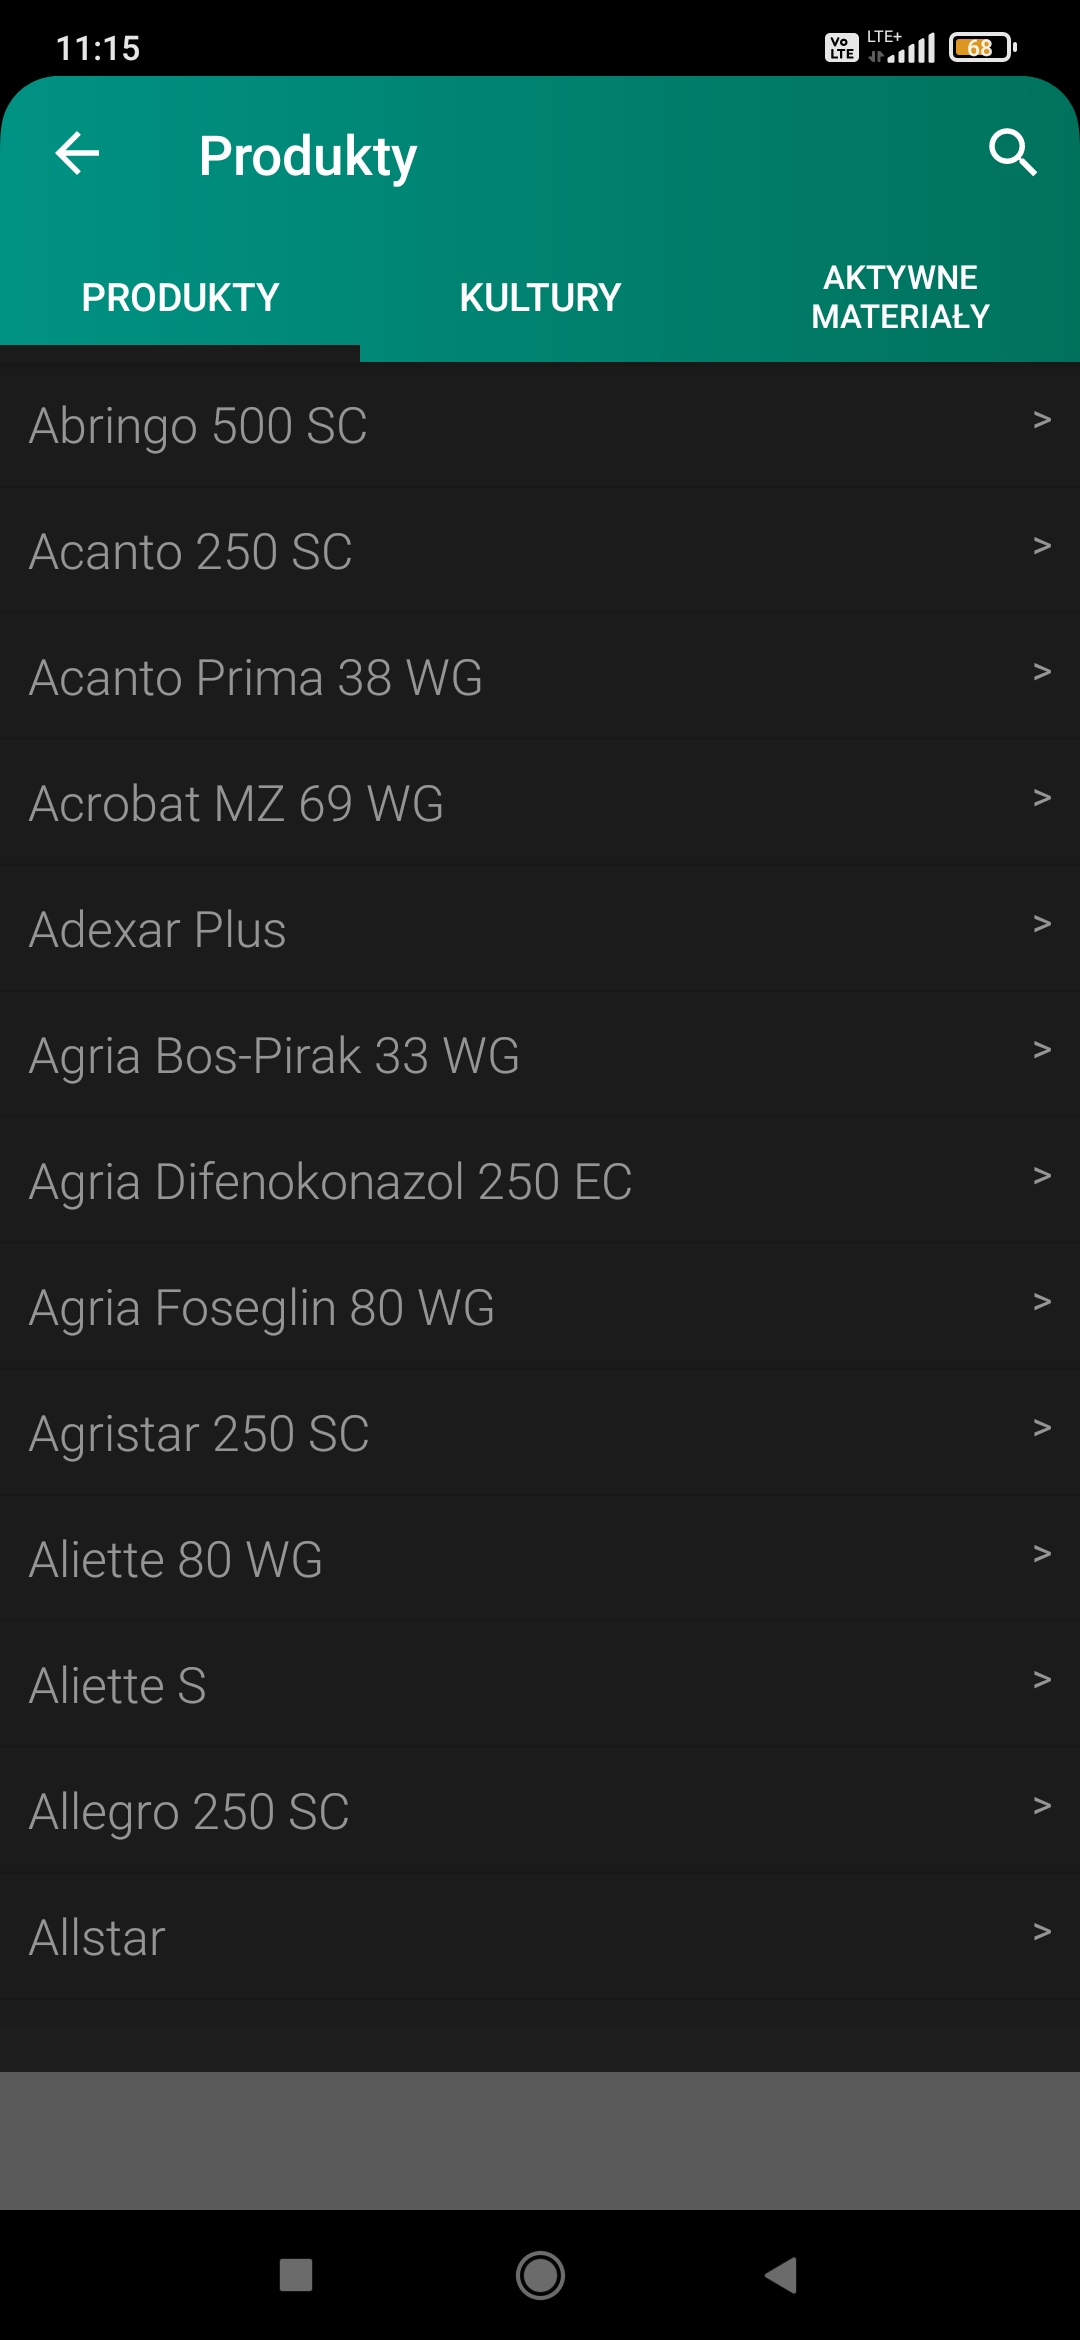 11:15
Vo LTE
LTE+
68
Produkty
PRODUKTY
KULTURY
AKTYWNE
MATERIAŁY
Abringo 500 SC >
Acanto 250 SC >
Acanto Prima 38 WG >
Acrobat MZ 69 WG >
Adexar Plus >
Agria Bos-Pirak 33 WG >
Agria Difenokonazol 250 EC >
Agria Foseglin 80 WG >
Agristar 250 SC >
Aliette 80 WG >
Aliette S >
Allegro 250 SC >
Allstar >